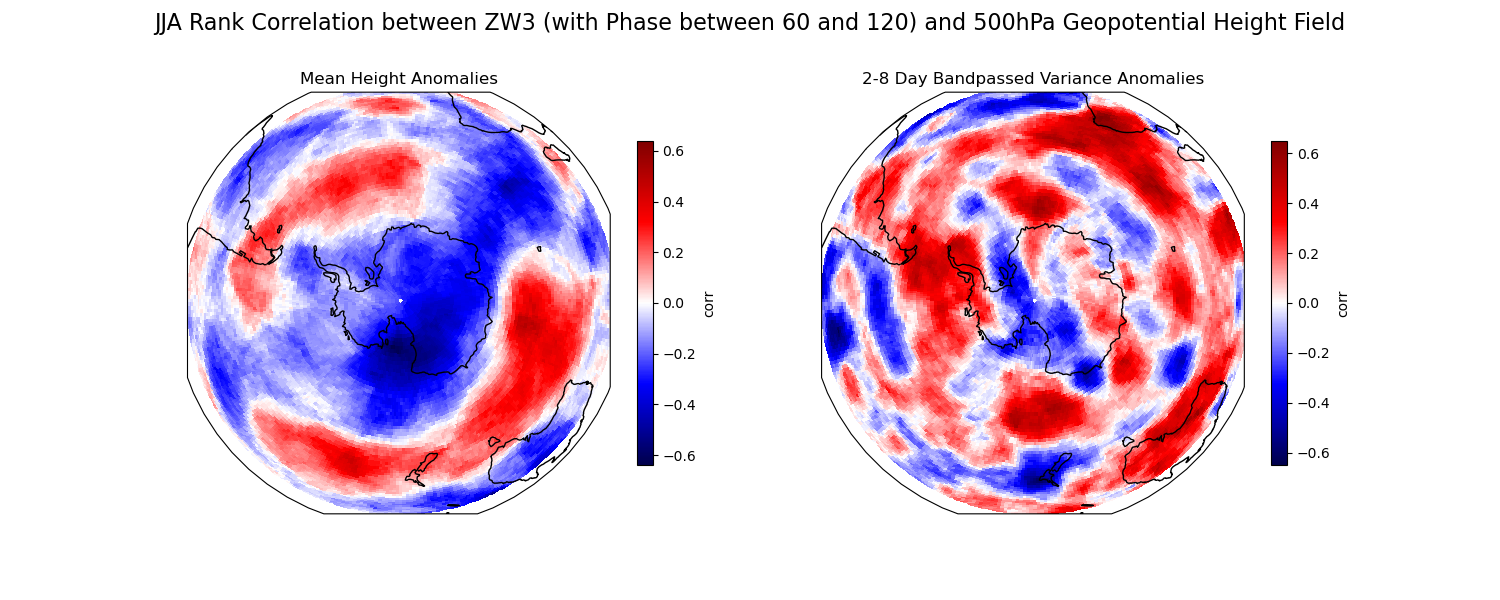 JJA Rank Correlation between ZW3 (with Phase between 60 and 120) and 500hPa Geopotential Height Field
Mean Height Anomalies
0.6
0.4
0.2
0.0
−0.2
−0.4
−0.6
corr
2-8 Day Bandpassed Variance Anomalies
0.6
0.4
0.2
0.0
−0.2
−0.4
−0.6
corr